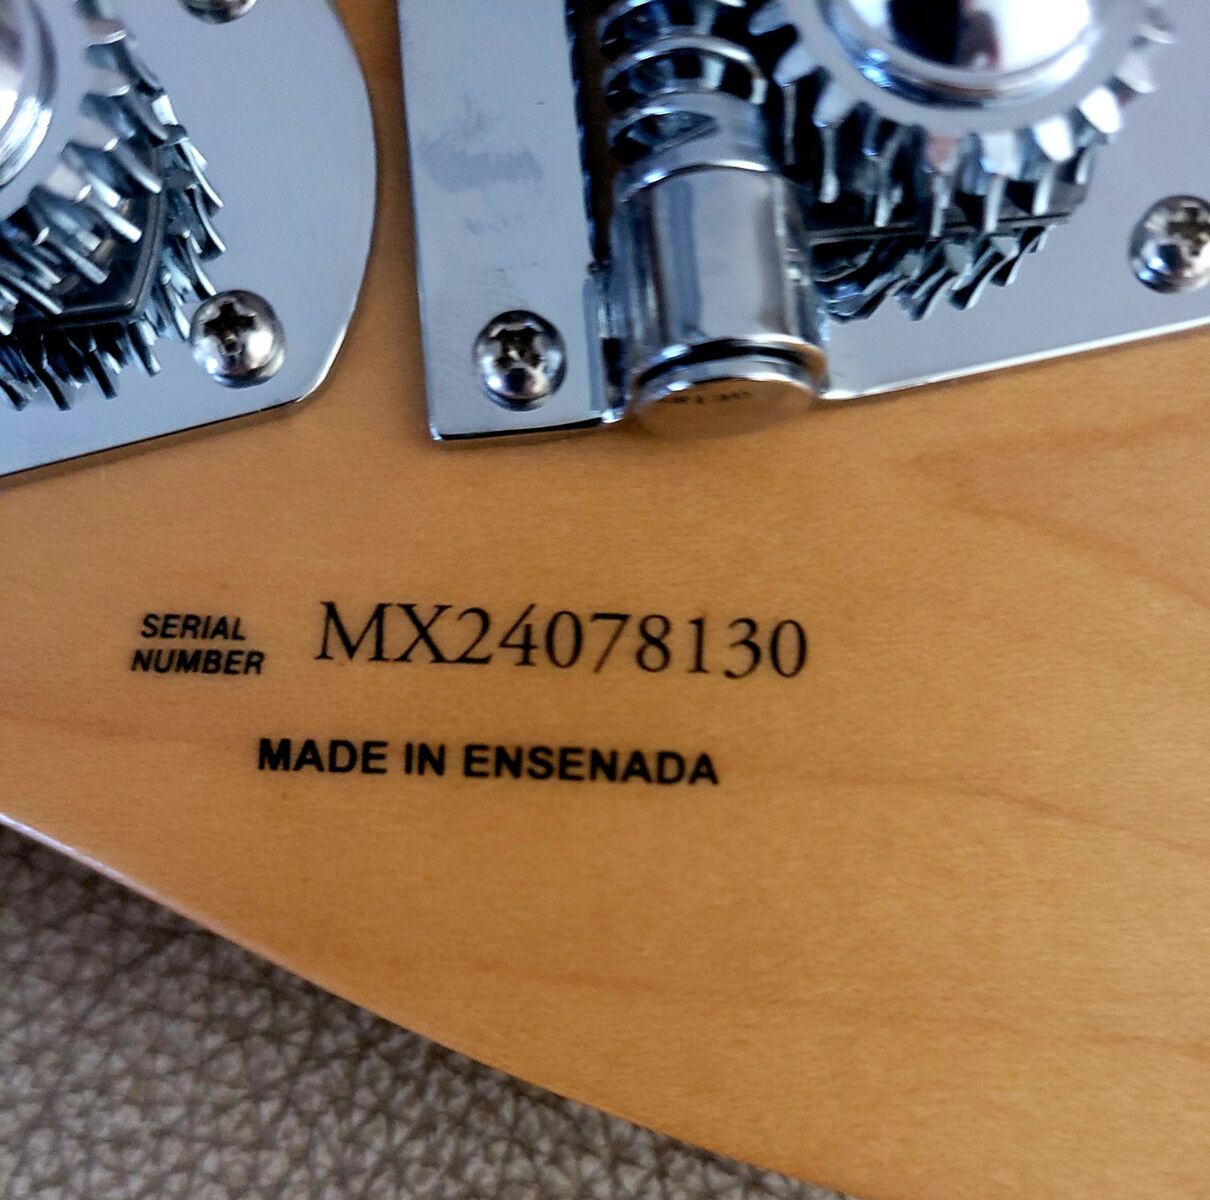 SERIAL
NUMBER MX24078130
MADE IN ENSENADA